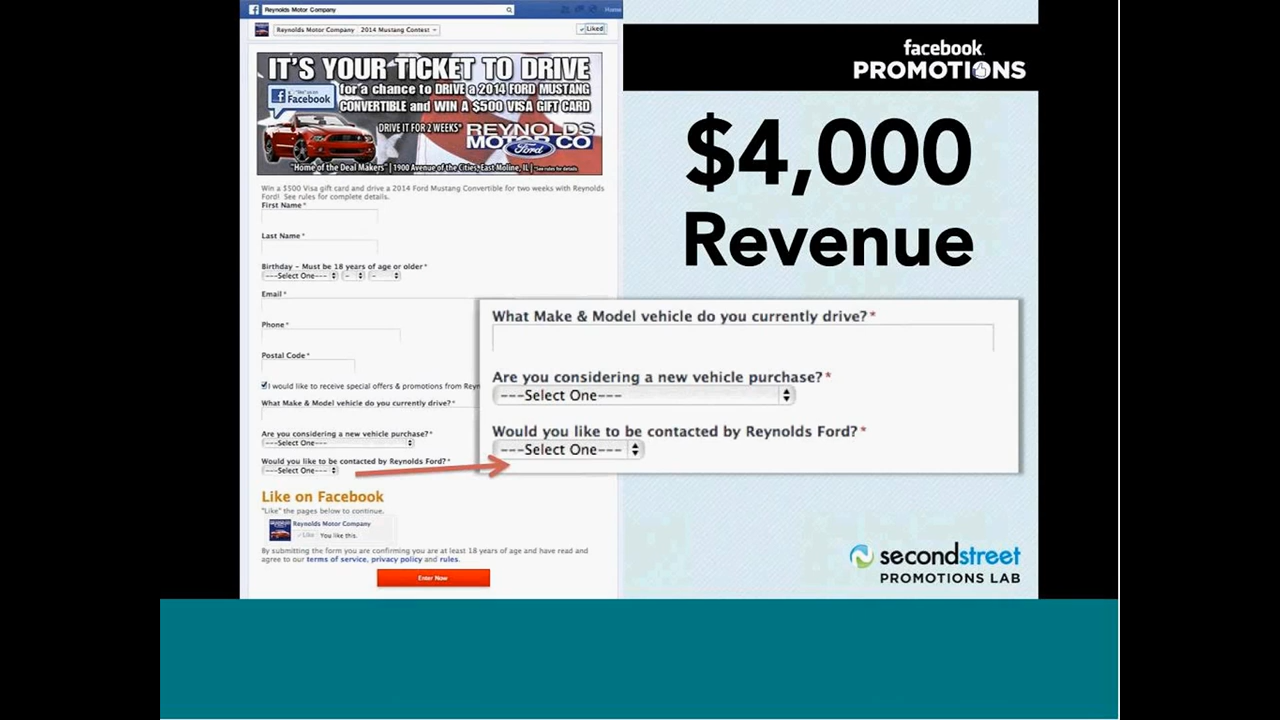 Reynolds Motor Company
Home
Reynolds Motor Company 2014 Mustang Contest
✓ Liked
IT'S YOUR TICKET TO DRIVE
for a chance to DRIVE a 2014 FORD MUSTANG
CONVERTIBLE and WIN A $500 VISA GIFT CARD
Facebook
DRIVE IT FOR 2 WEEKS*
REYNOLDS
MOTOR CO
Ford
"Home of the Deal Makers" | 1900 Avenue of the Cities, East Moline, IL | *See rules for details
Win a $500 Visa gift card and drive a 2014 Ford Mustang Convertible for two weeks with Reynolds
Ford! See rules for complete details.
First Name *
Last Name *
Birthday - Must be 18 years of age or older *
---Select One--- - -
Email *
Phone *
Postal Code *
I would like to receive special offers & promotions from Reyn
What Make & Model vehicle do you currently drive? *
Are you considering a new vehicle purchase? *
---Select One---
Would you like to be contacted by Reynolds Ford? *
---Select One---
Like on Facebook
"Like" the pages below to continue.
Reynolds Motor Company
✓ Like You like this.
By submitting the form you are confirming you are at least 18 years of age and have read and
agree to our terms of service, privacy policy and rules.
Enter Now
facebook
PROMOTIONS
$4,000
Revenue
What Make & Model vehicle do you currently drive? *
Are you considering a new vehicle purchase? *
---Select One---
Would you like to be contacted by Reynolds Ford? *
---Select One---
secondstreet
PROMOTIONS LAB